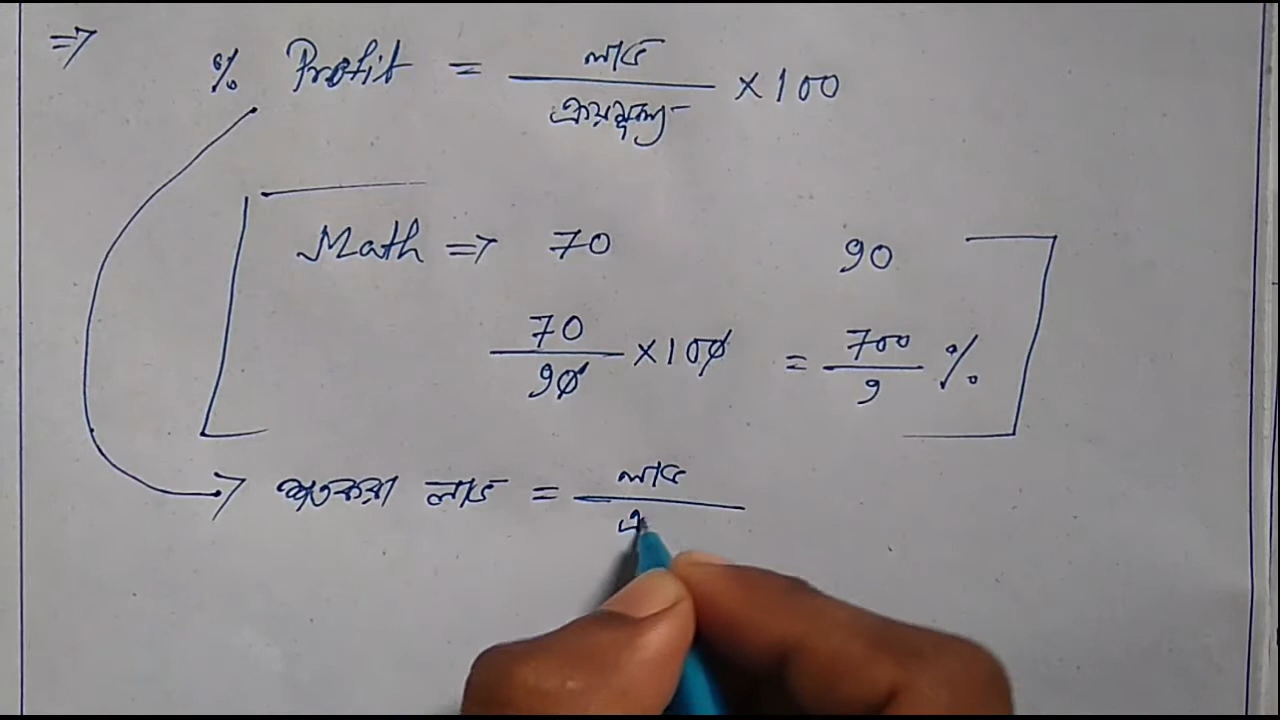 ⇒ % Profit = লাভ / ক্রয়মূল্য × 100
Math ⇒ 70 90
70 / 90 × 100 = 700 / 9 %
→ শতকরা লাভ = লাভ /